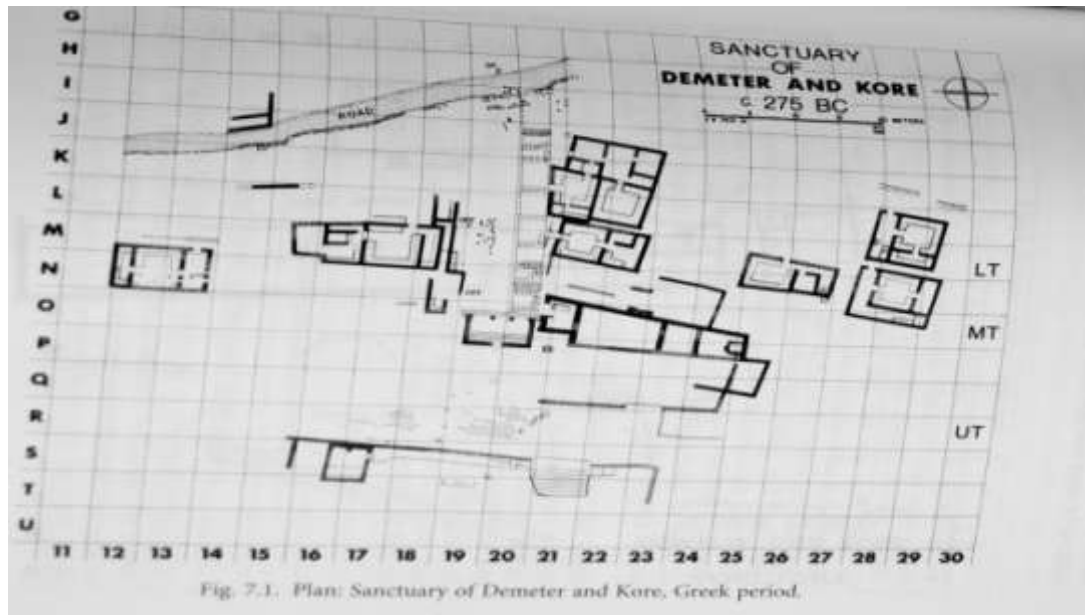 SANCTUARY
OF
DEMETER AND KORE
C. 275 BC
G
H
I
J
K
L
M
N
O
P
Q
R
S
T
U
ROAD
LT
MT
UT
11 12 13 14 15 16 17 18 19 20 21 22 23 24 25 26 27 28 29 30
Fig. 7.1. Plan: Sanctuary of Demeter and Kore, Greek period.